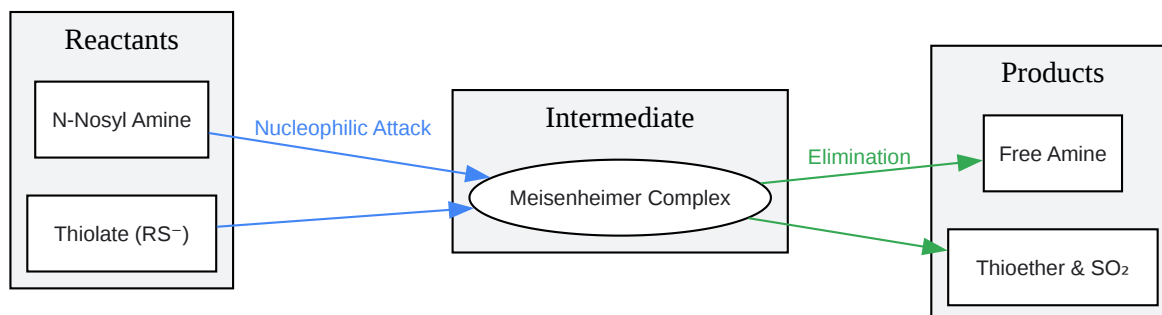 Reactants
N-Nosyl Amine
Thiolate (RS⁻)
Nucleophilic Attack
Intermediate
Meisenheimer Complex
Elimination
Products
Free Amine
Thioether & SO₂